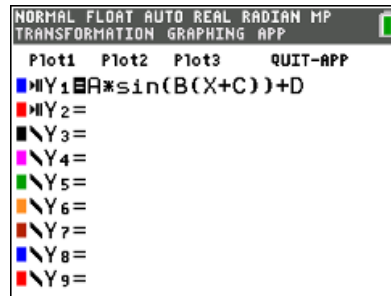 NORMAL FLOAT AUTO REAL RADIAN MP
TRANSFORMATION GRAPHING APP
Plot1 Plot2 Plot3 QUIT-APP
Y1=A*sin(B(X+C))+D
Y2=
Y3=
Y4=
Y5=
Y6=
Y7=
Y8=
Y9=